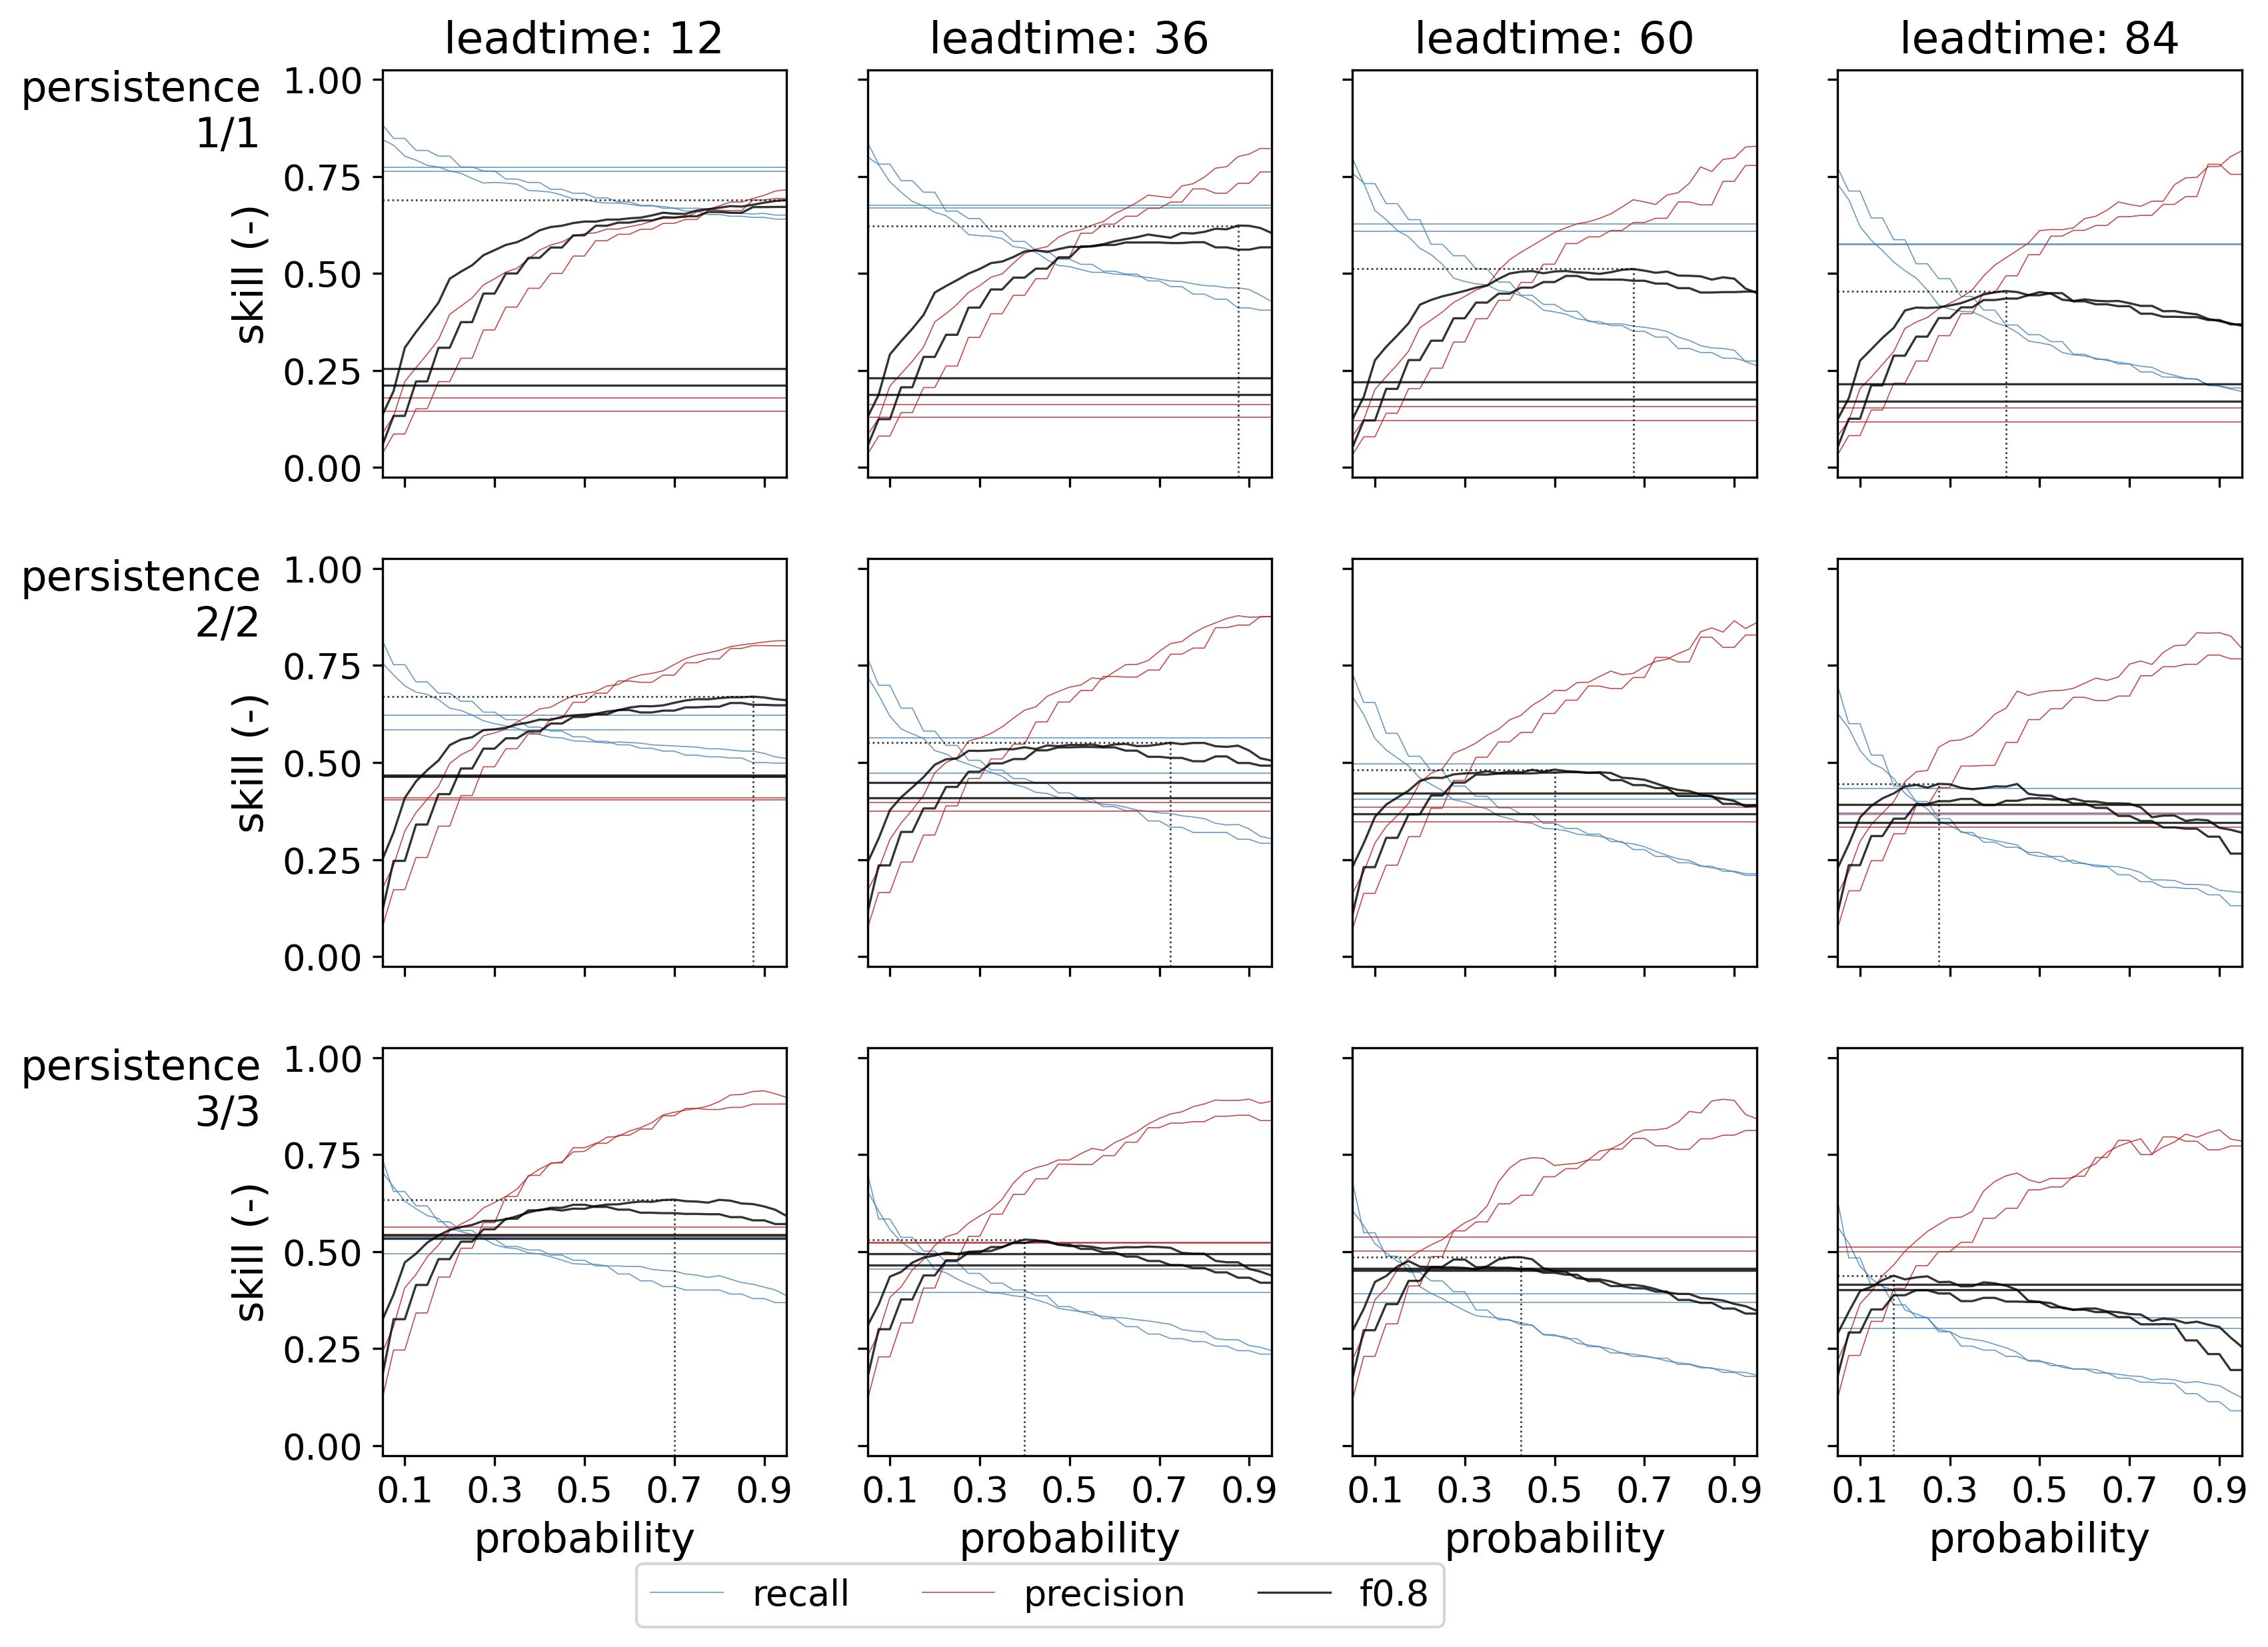 leadtime: 12 leadtime: 36 leadtime: 60 leadtime: 84
persistence
1/1
skill (-)
1.00
0.75
0.50
0.25
0.00
persistence
2/2
skill (-)
1.00
0.75
0.50
0.25
0.00
persistence
3/3
skill (-)
1.00
0.75
0.50
0.25
0.00
0.1 0.3 0.5 0.7 0.9 0.1 0.3 0.5 0.7 0.9 0.1 0.3 0.5 0.7 0.9 0.1 0.3 0.5 0.7 0.9
probability probability probability probability
recall precision f0.8